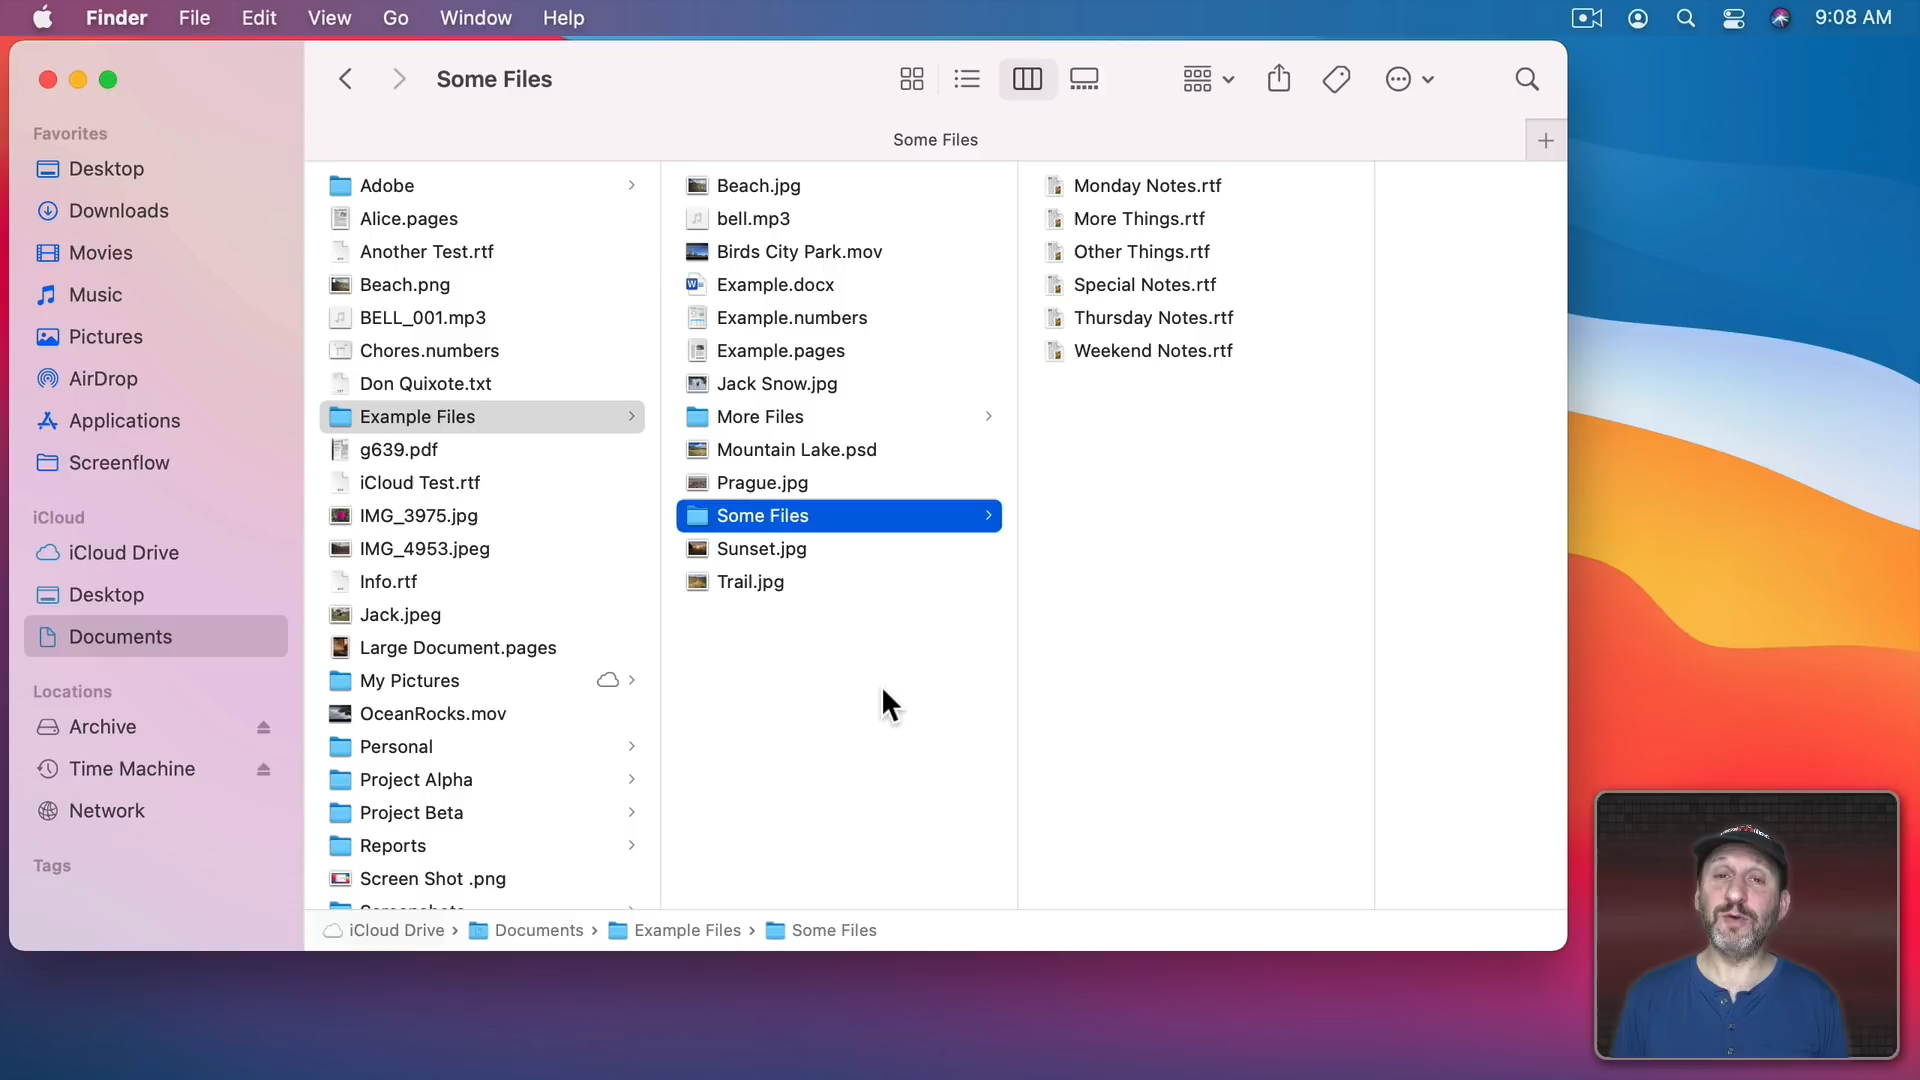 Finder File Edit View Go Window Help 9:08 AM
Some Files
Some Files
Favorites
Desktop
Downloads
Movies
Music
Pictures
AirDrop
Applications
Screenflow
iCloud
iCloud Drive
Desktop
Documents
Locations
Archive
Time Machine
Network
Tags
Adobe
Alice.pages
Another Test.rtf
Beach.png
BELL_001.mp3
Chores.numbers
Don Quixote.txt
Example Files
g639.pdf
iCloud Test.rtf
IMG_3975.jpg
IMG_4953.jpeg
Info.rtf
Jack.jpeg
Large Document.pages
My Pictures
OceanRocks.mov
Personal
Project Alpha
Project Beta
Reports
Screen Shot .png
Beach.jpg
bell.mp3
Birds City Park.mov
Example.docx
Example.numbers
Example.pages
Jack Snow.jpg
More Files
Mountain Lake.psd
Prague.jpg
Some Files
Sunset.jpg
Trail.jpg
Monday Notes.rtf
More Things.rtf
Other Things.rtf
Special Notes.rtf
Thursday Notes.rtf
Weekend Notes.rtf
iCloud Drive › Documents › Example Files › Some Files